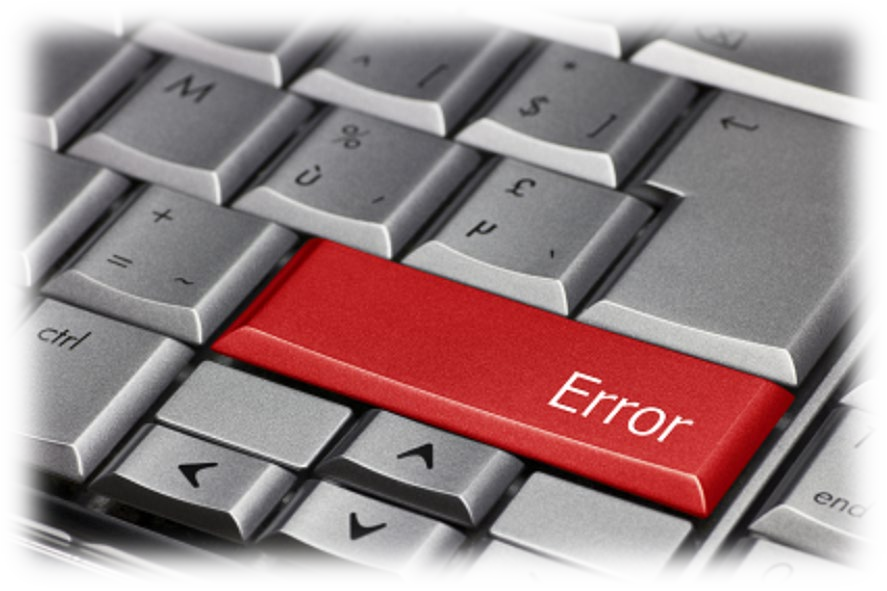 ^ [
* $ ]
←
M
% ù ,
£ µ `
+ = ~
ctrl
Error
end